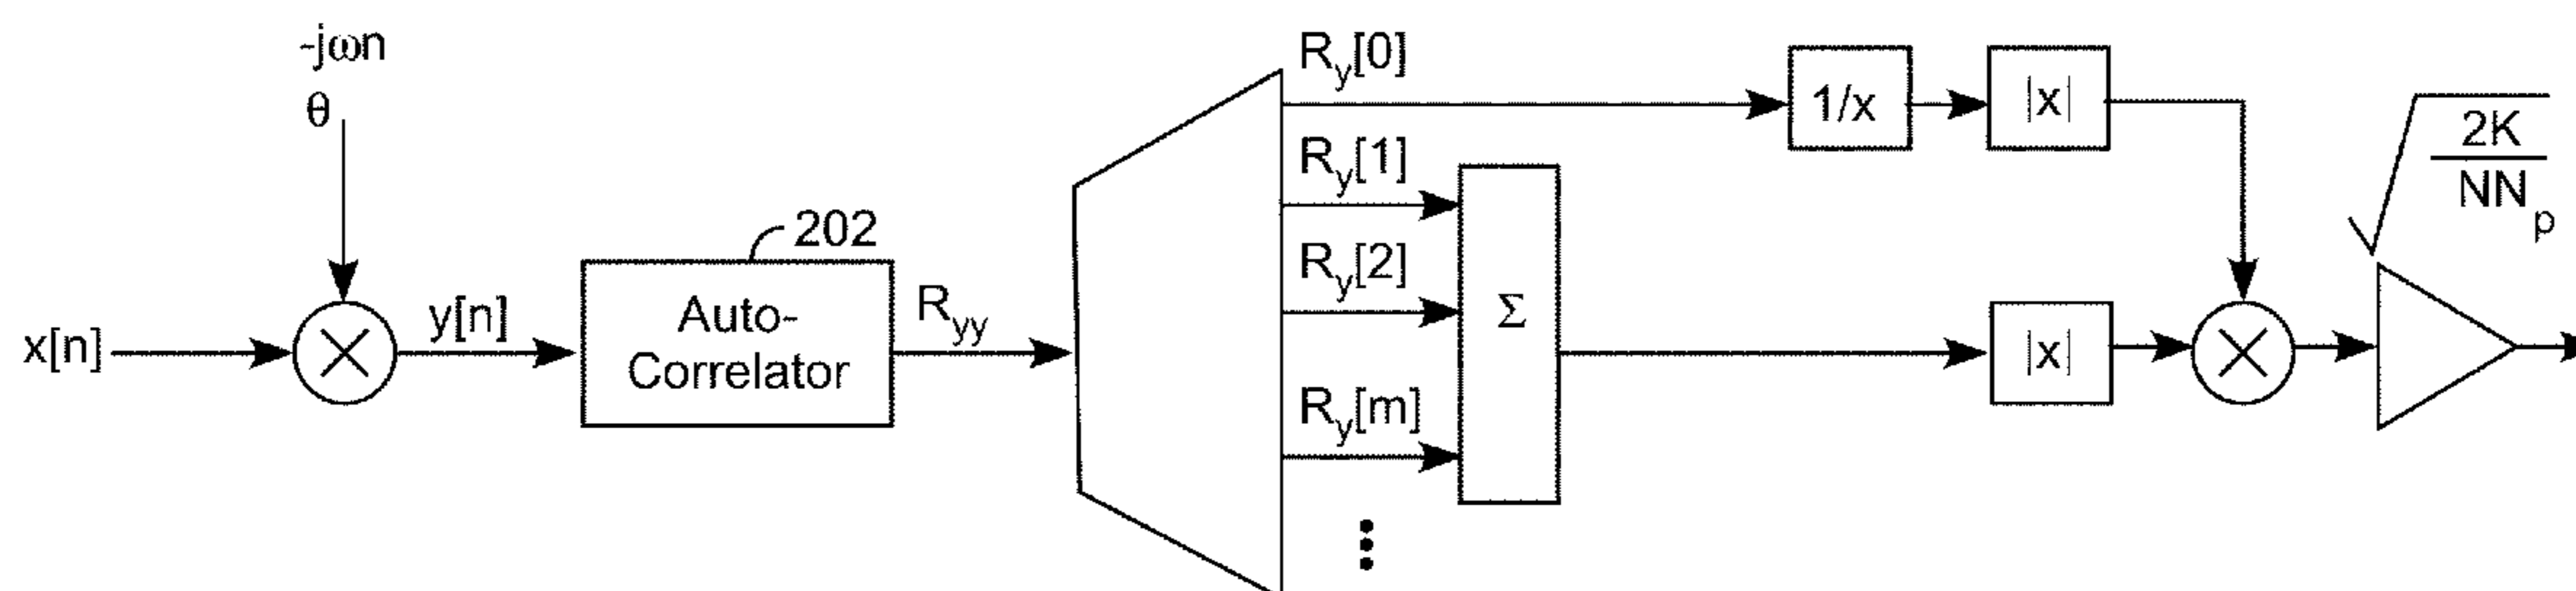 -jωn
θ
x[n]
y[n]
202
Auto-
Correlator
R_yy
R_y[0]
R_y[1]
R_y[2]
R_y[m]
Σ
1/x
|x|
|x|
√
2K
NN_p